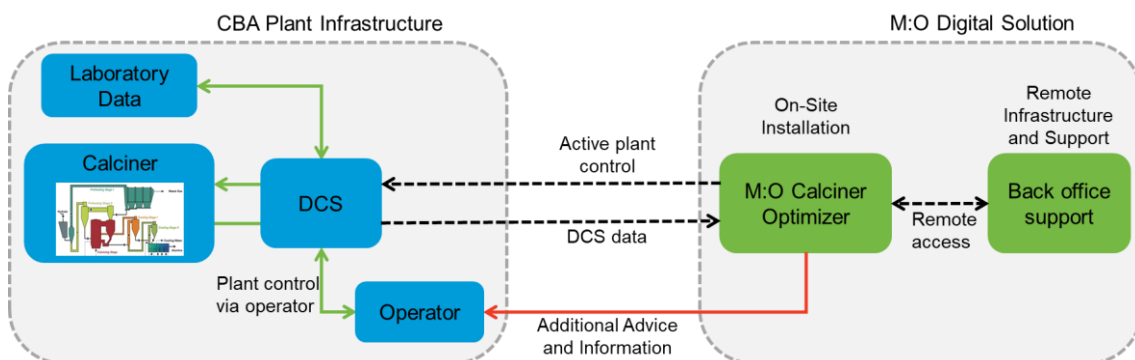 CBA Plant Infrastructure
M:O Digital Solution
Laboratory
Data
Calciner
DCS
Plant control
via operator
Operator
Active plant
control
DCS data
Additional Advice
and Information
On-Site
Installation
M:O Calciner
Optimizer
Remote
access
Remote
Infrastructure
and Support
Back office
support